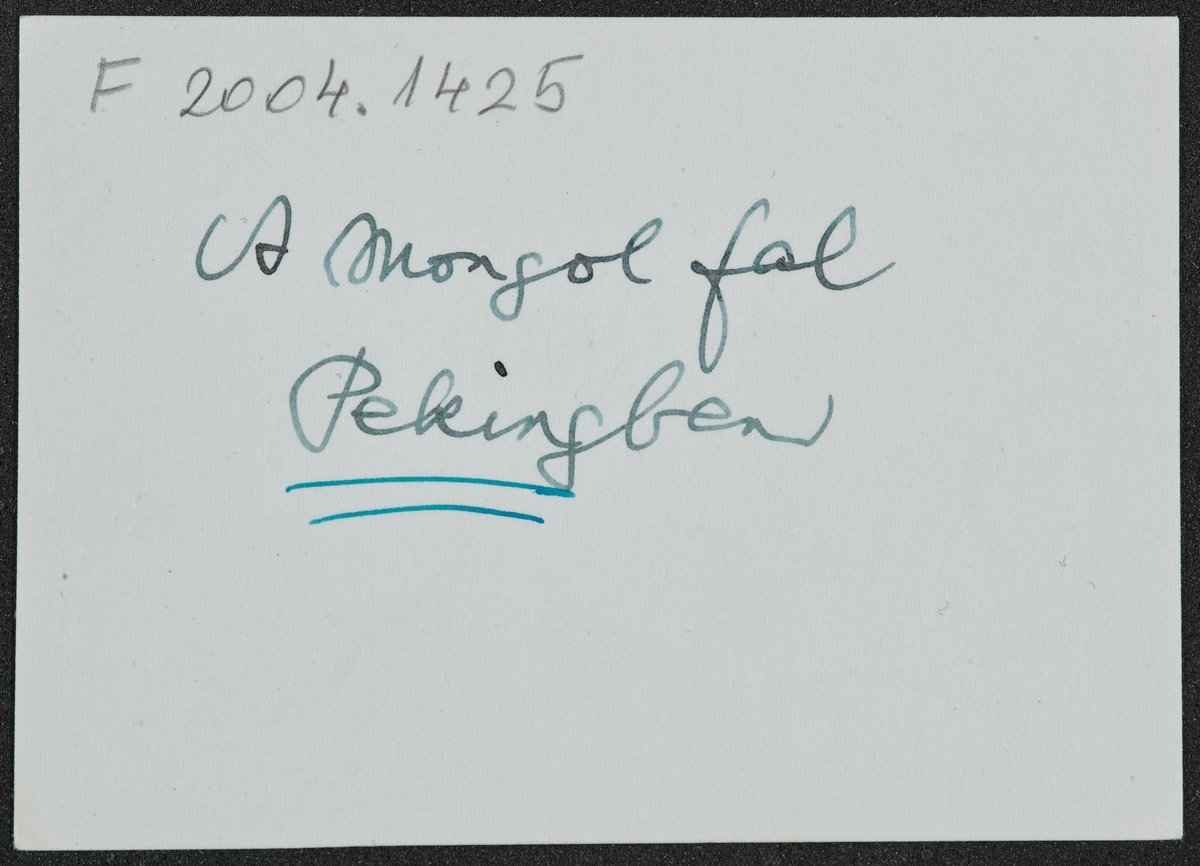 F 2004.1425
A Mongol fal
Pekingben